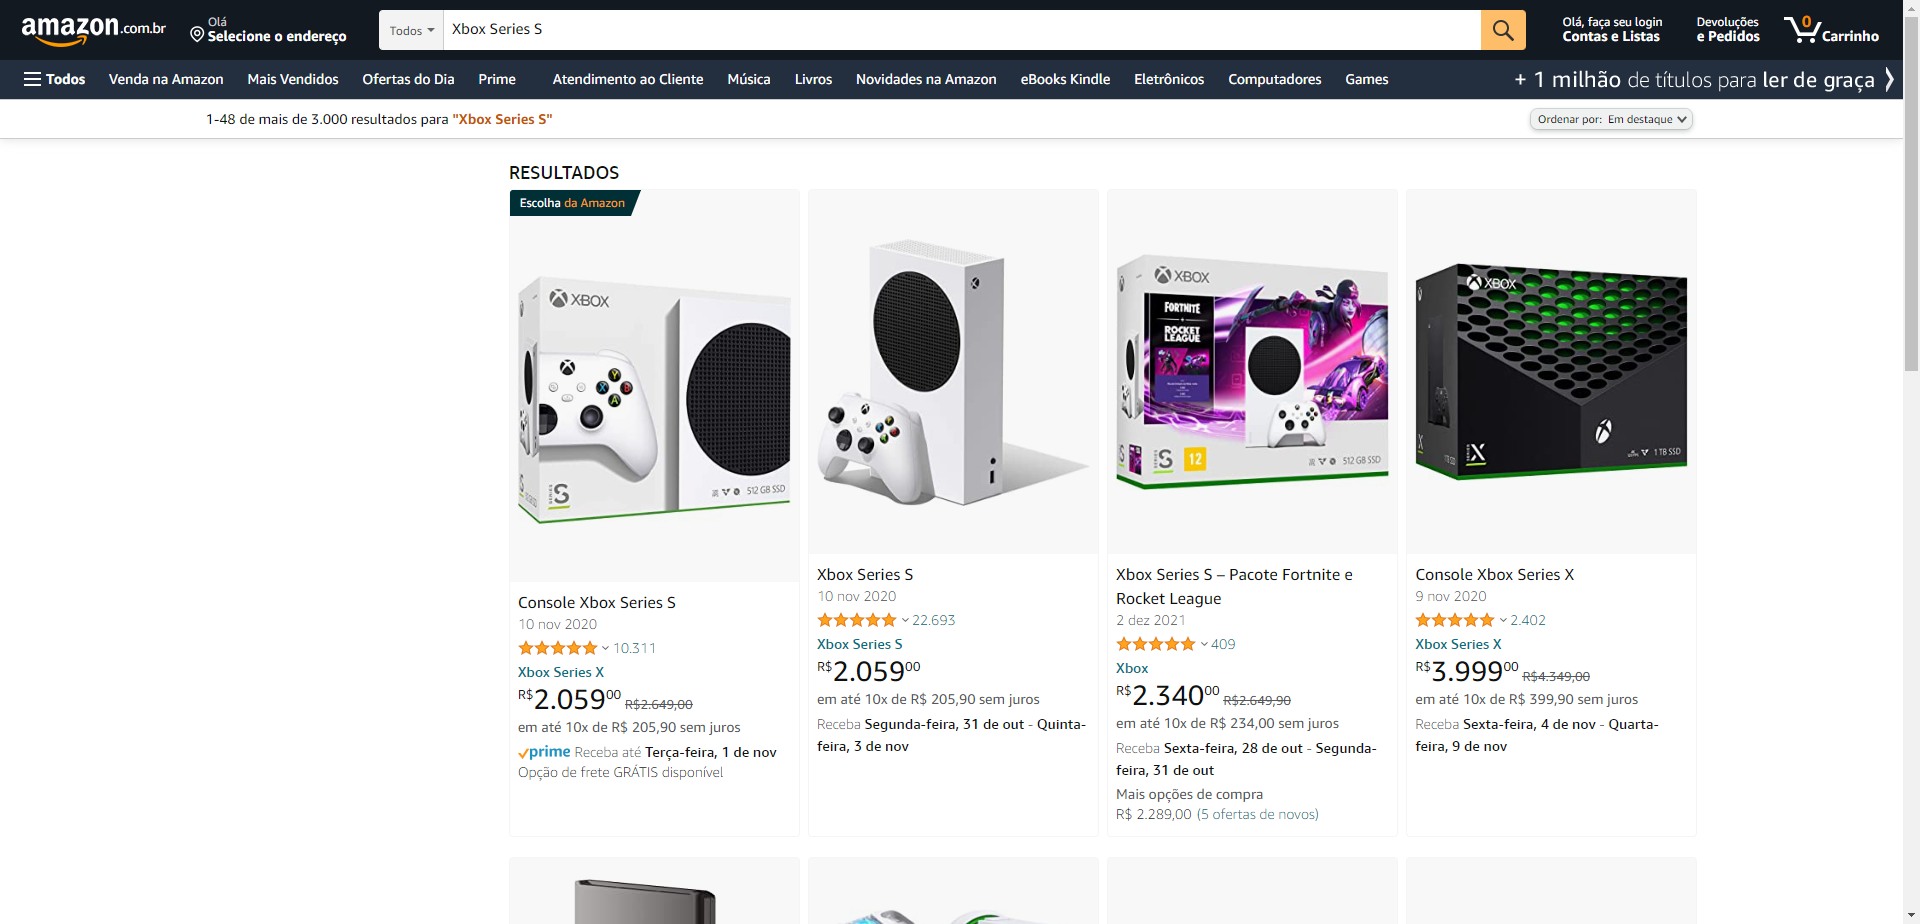 amazon.com.br
Olá
Selecione o endereço
Todos
Xbox Series S
Olá, faça seu login
Contas e Listas
Devoluções
e Pedidos
0
Carrinho
Todos
Venda na Amazon
Mais Vendidos
Ofertas do Dia
Prime
Atendimento ao Cliente
Música
Livros
Novidades na Amazon
eBooks Kindle
Eletrônicos
Computadores
Games
+ 1 milhão de títulos para ler de graça
1-48 de mais de 3.000 resultados para "Xbox Series S"
Ordenar por: Em destaque
RESULTADOS
Escolha da Amazon
XBOX
Y
X
B
A
SERIES
S
512 GB SSD
Console Xbox Series S
10 nov 2020
10.311
Xbox Series X
R$2.05900 R$2.649,00
em até 10x de R$ 205,90 sem juros
prime Receba até Terça-feira, 1 de nov
Opção de frete GRÁTIS disponível
Xbox Series S
10 nov 2020
22.693
Xbox Series S
R$2.05900
em até 10x de R$ 205,90 sem juros
Receba Segunda-feira, 31 de out - Quinta-
feira, 3 de nov
XBOX
FORTNITE
+
ROCKET
LEAGUE
S
SERIES
S
12
512 GB SSD
Xbox Series S – Pacote Fortnite e
Rocket League
2 dez 2021
409
Xbox
R$2.34000 R$2.649,90
em até 10x de R$ 234,00 sem juros
Receba Sexta-feira, 28 de out - Segunda-
feira, 31 de out
Mais opções de compra
R$ 2.289,00 (5 ofertas de novos)
XBOX
X
SERIES
X
1 TB SSD
Console Xbox Series X
9 nov 2020
2.402
Xbox Series X
R$3.99900 R$4.349,00
em até 10x de R$ 399,90 sem juros
Receba Sexta-feira, 4 de nov - Quarta-
feira, 9 de nov